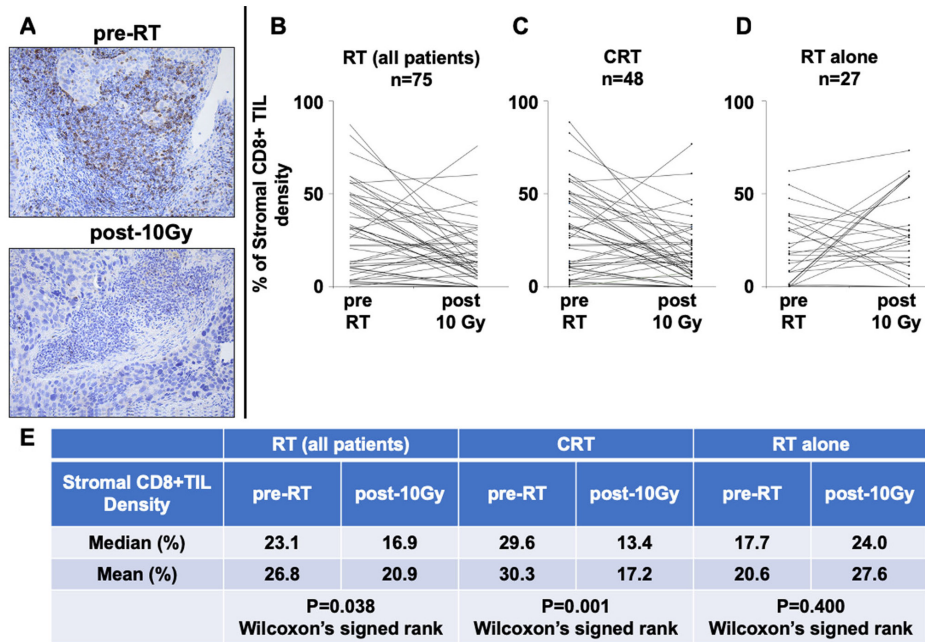 A
pre-RT
post-10Gy
B
RT (all patients)
n=75
% of Stromal CD8+ TIL
density
100
50
0
pre
RT
post
10 Gy
C
CRT
n=48
100
50
0
pre
RT
post
10 Gy
D
RT alone
n=27
100
50
0
pre
RT
post
10 Gy
E
RT (all patients) CRT RT alone
Stromal CD8+TIL
Density
pre-RT post-10Gy pre-RT post-10Gy pre-RT post-10Gy
Median (%) 23.1 16.9 29.6 13.4 17.7 24.0
Mean (%) 26.8 20.9 30.3 17.2 20.6 27.6
P=0.038 P=0.001 P=0.400
Wilcoxon's signed rank Wilcoxon's signed rank Wilcoxon's signed rank